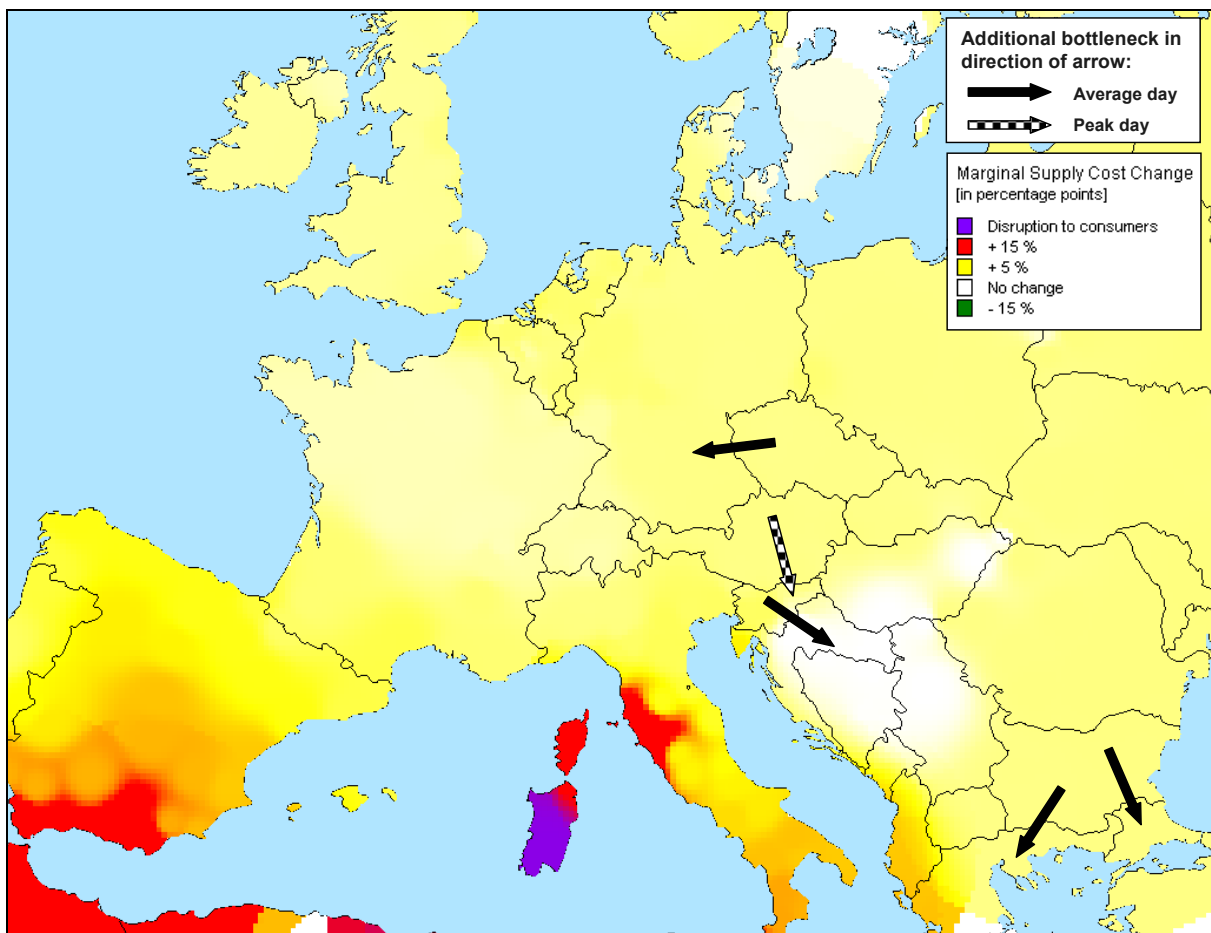 Additional bottleneck in
direction of arrow:
Average day
Peak day
Marginal Supply Cost Change
[in percentage points]
Disruption to consumers
+ 15 %
+ 5 %
No change
- 15 %